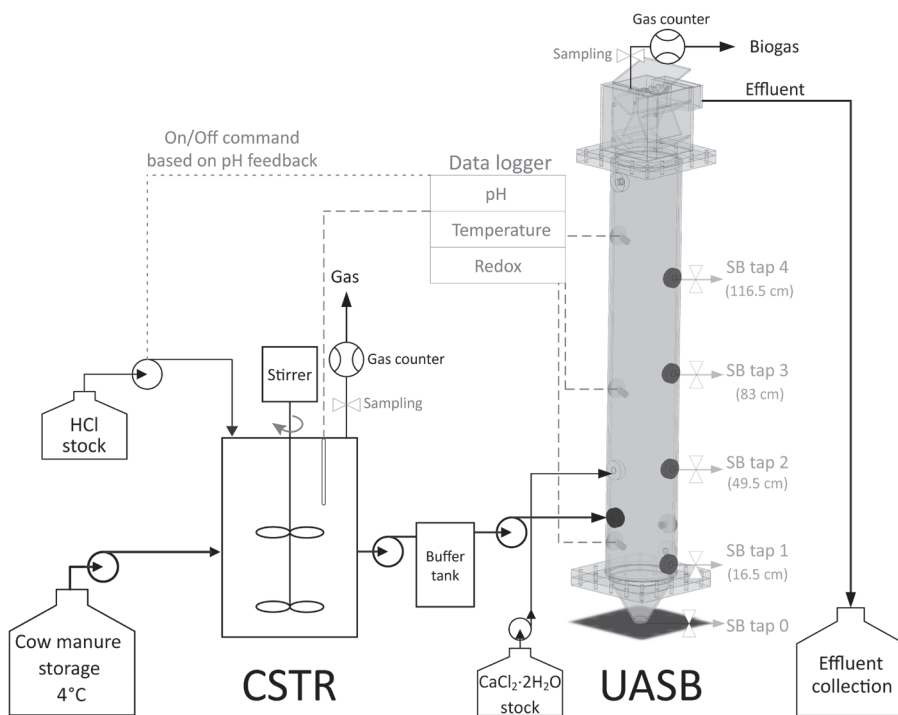 Gas counter
Sampling
Biogas
Effluent
On/Off command
based on pH feedback
Data logger
pH
Temperature
Redox
SB tap 4
(116.5 cm)
Gas
Gas counter
Stirrer
Sampling
SB tap 3
(83 cm)
HCl
stock
SB tap 2
(49.5 cm)
Buffer
tank
SB tap 1
(16.5 cm)
SB tap 0
Cow manure
storage
4°C
CSTR
CaCl₂·2H₂O
stock
UASB
Effluent
collection